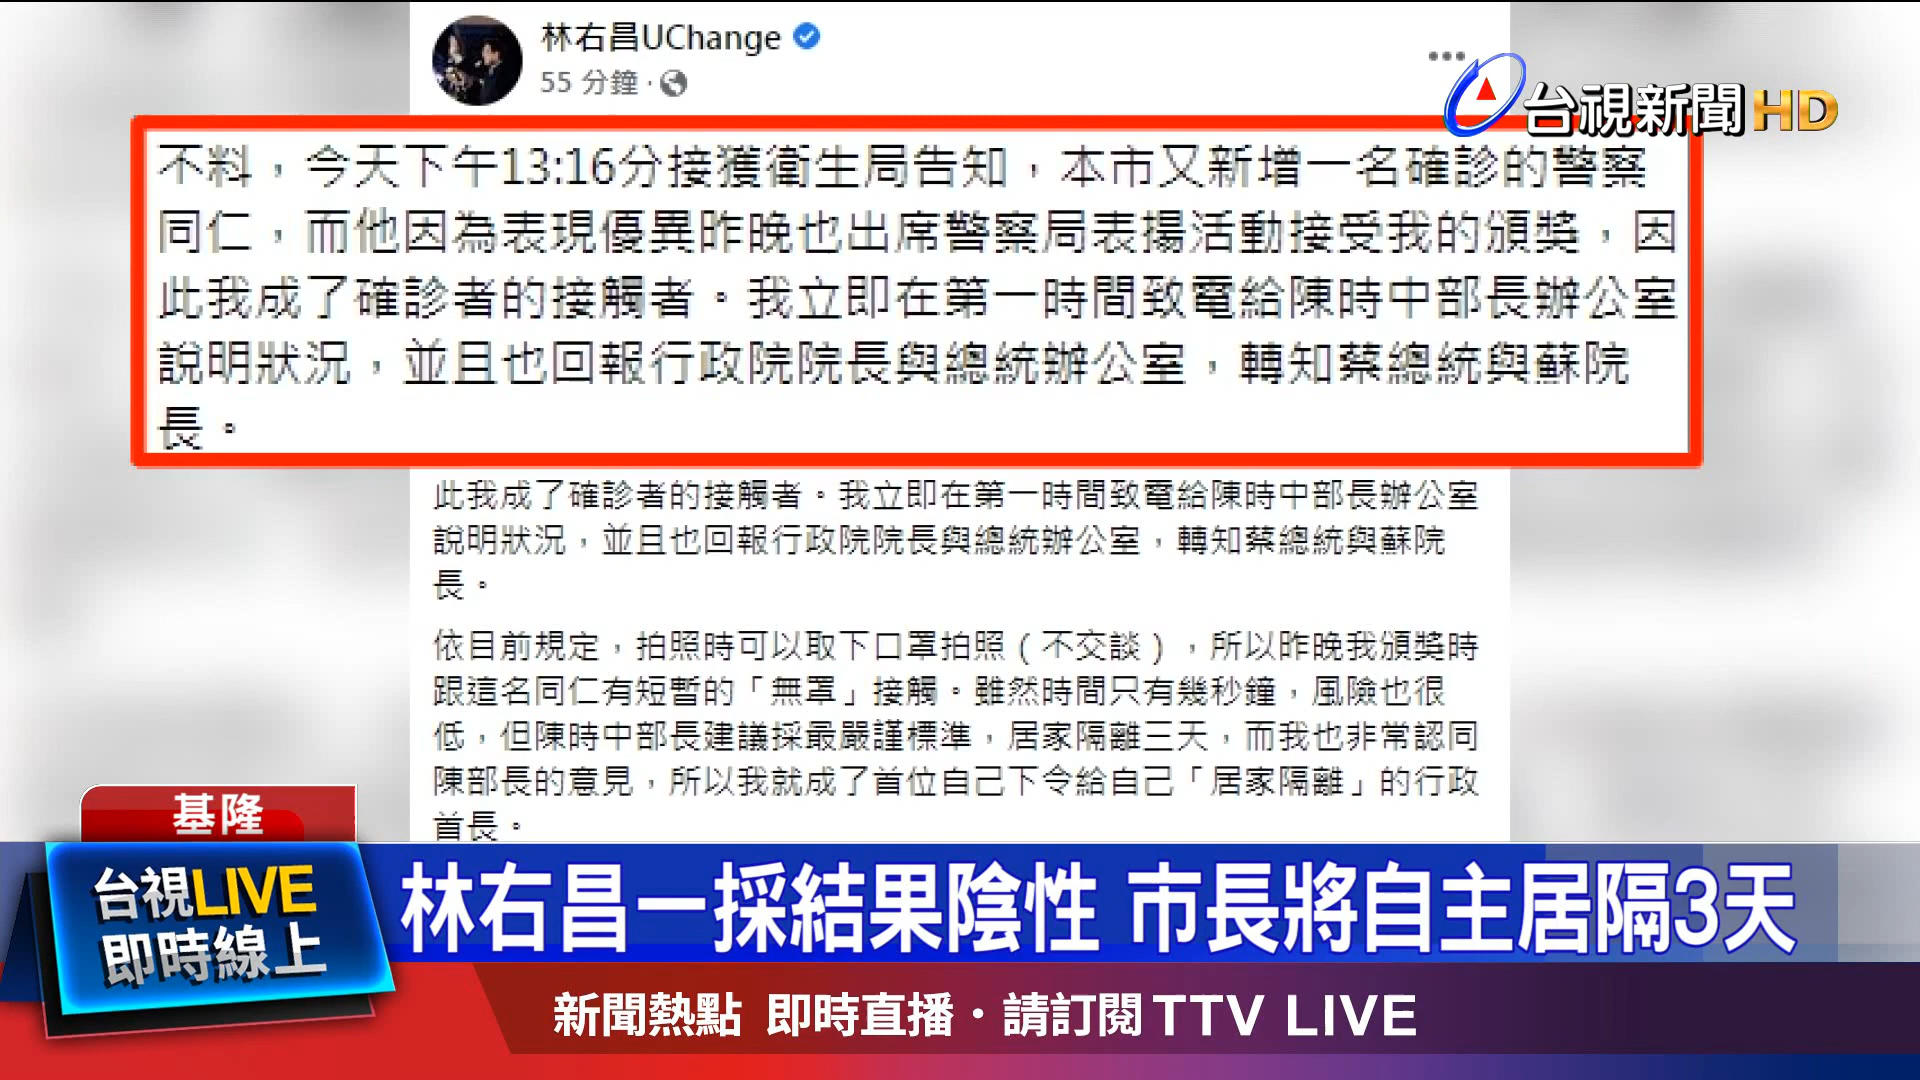 林右昌UChange
55 分鐘 ·
台視新聞HD
不料，今天下午13:16分接獲衛生局告知，本市又新增一名確診的警察
同仁，而他因為表現優異昨晚也出席警察局表揚活動接受我的頒獎，因
此我成了確診者的接觸者。我立即在第一時間致電給陳時中部長辦公室
說明狀況，並且也回報行政院院長與總統辦公室，轉知蔡總統與蘇院
長。
此我成了確診者的接觸者。我立即在第一時間致電給陳時中部長辦公室
說明狀況，並且也回報行政院院長與總統辦公室，轉知蔡總統與蘇院
長。
依目前規定，拍照時可以取下口罩拍照（不交談），所以昨晚我頒獎時
跟這名同仁有短暫的「無罩」接觸。雖然時間只有幾秒鐘，風險也很
低，但陳時中部長建議採最嚴謹標準，居家隔離三天，而我也非常認同
陳部長的意見，所以我就成了首位自己下令給自己「居家隔離」的行政
首長。
基隆
台視LIVE
即時線上
林右昌一採結果陰性 市長將自主居隔3天
新聞熱點 即時直播・請訂閱TTV LIVE